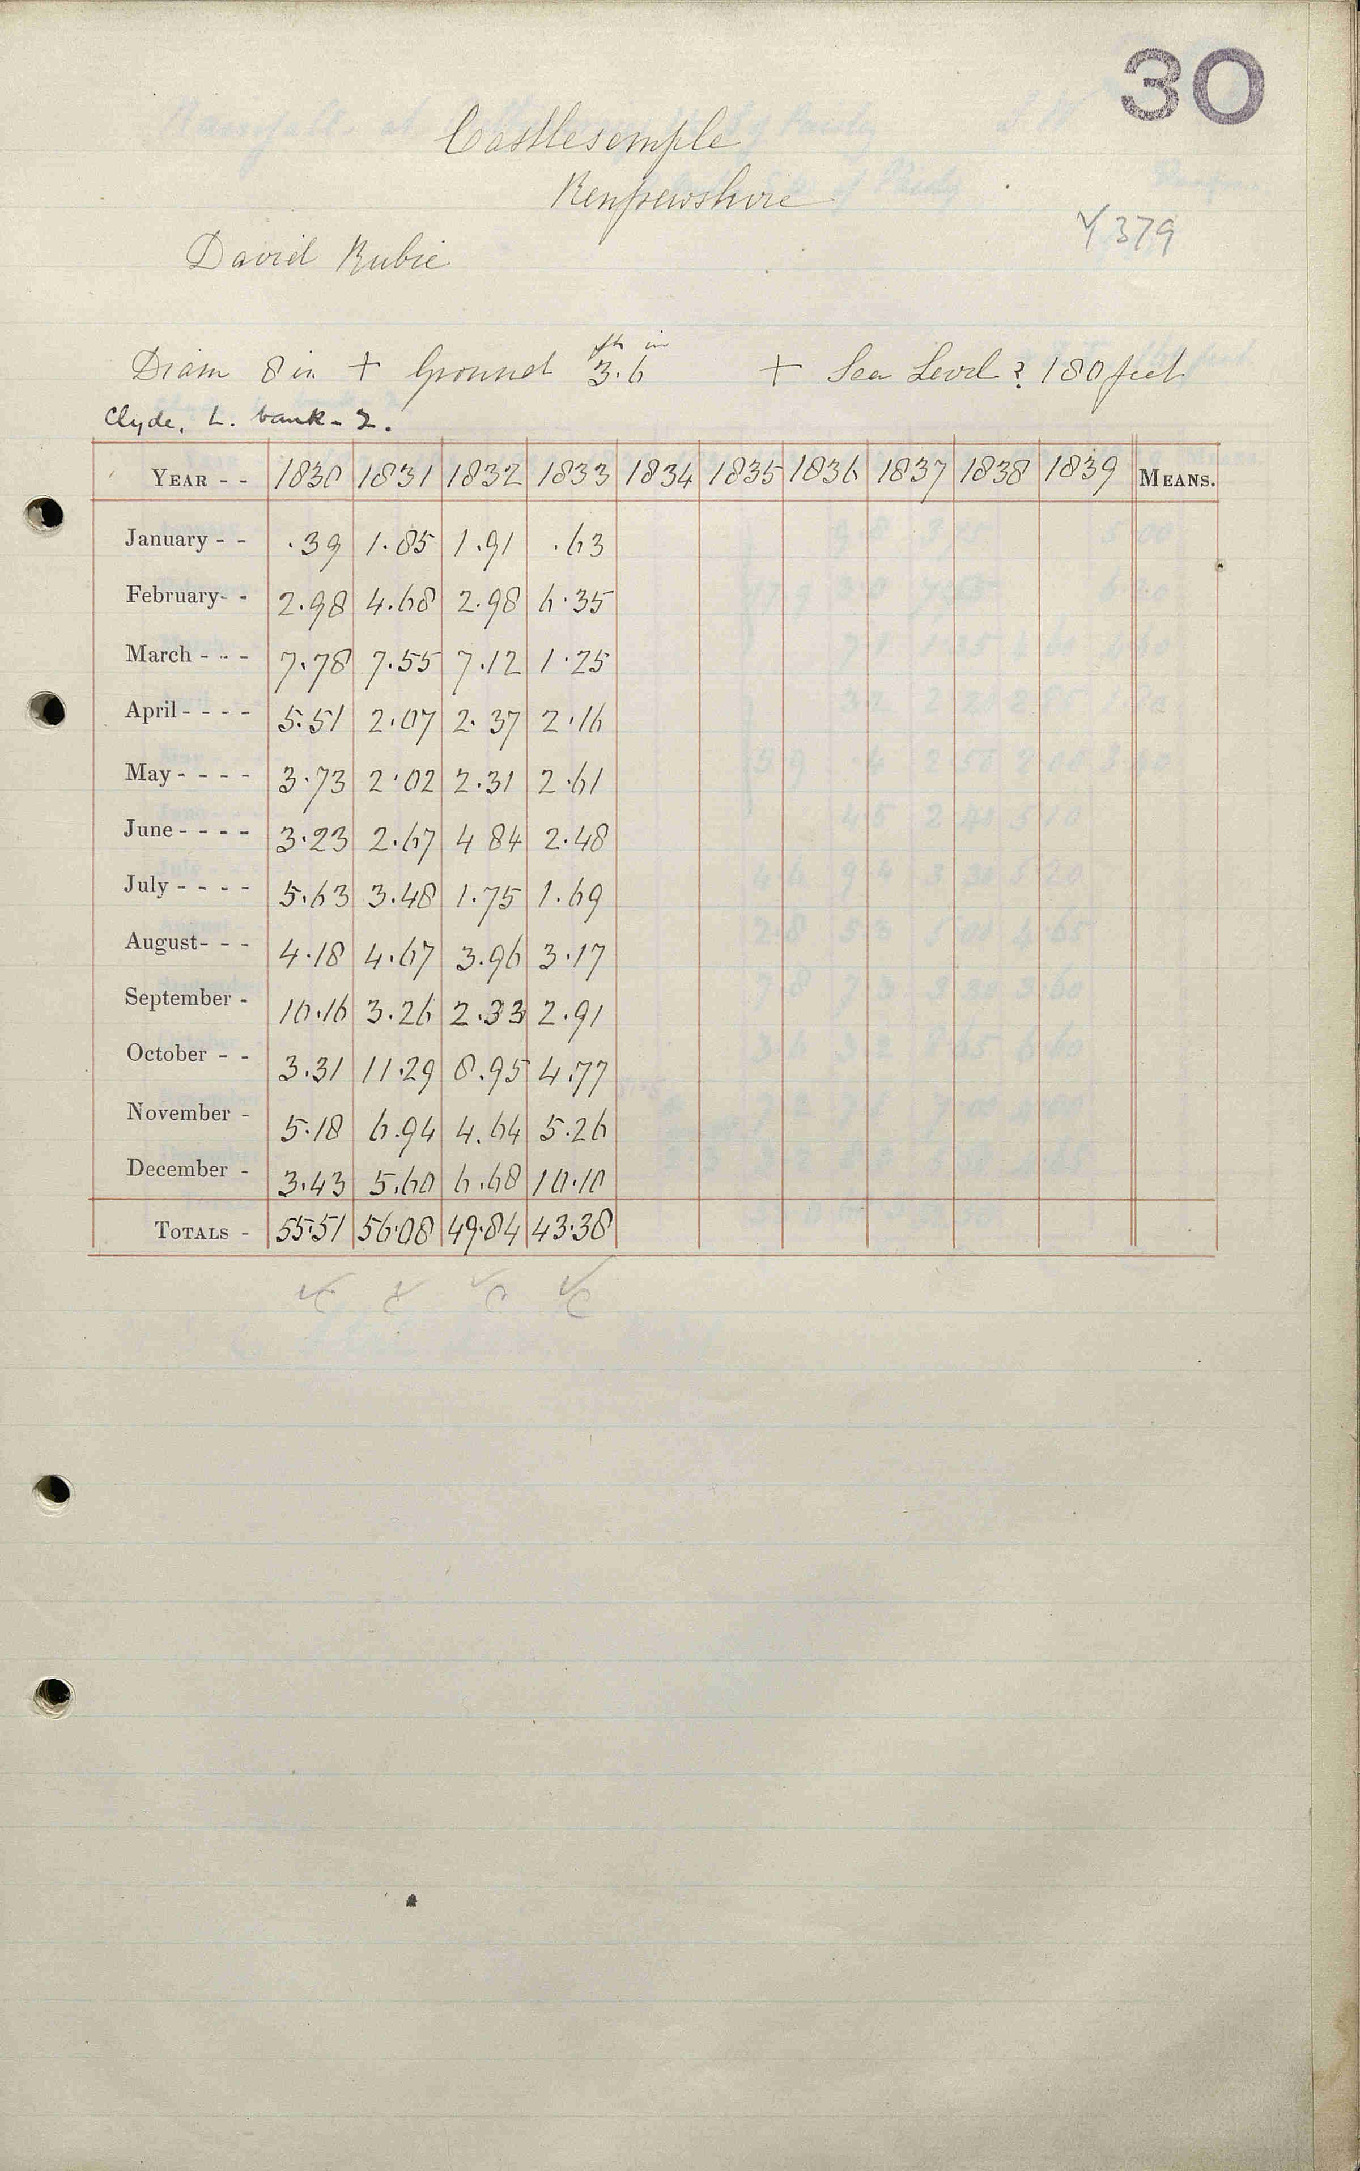 30
Castlesemple
Renfrewshire
√ 379
David Rubie
Diam 8 in + Ground ft 3. in 6 + Sea Level ? 180 feet
Clyde. L. bank - 2.
YEAR - - 1830 1831 1832 1833 1834 1835 1836 1837 1838 1839 MEANS.
January - - .39 1.85 1.91 .63
February- - 2.98 4.68 2.98 6.35
March - - - 7.78 7.55 7.12 1.25
April - - - - 5.51 2.07 2.37 2.16
May - - - - 3.73 2.02 2.31 2.61
June - - - - 3.23 2.67 4 84 2.48
July - - - - 5.63 3.48 1.75 1.69
August- - - 4.18 4.67 3.96 3.17
September - 10.16 3.26 2.33 2.91
October - - 3.31 11.29 8.95 4.77
November - 5.18 6.94 4.64 5.26
December - 3.43 5.60 6.68 10.10
TOTALS - 55.51 56.08 49.84 43.38